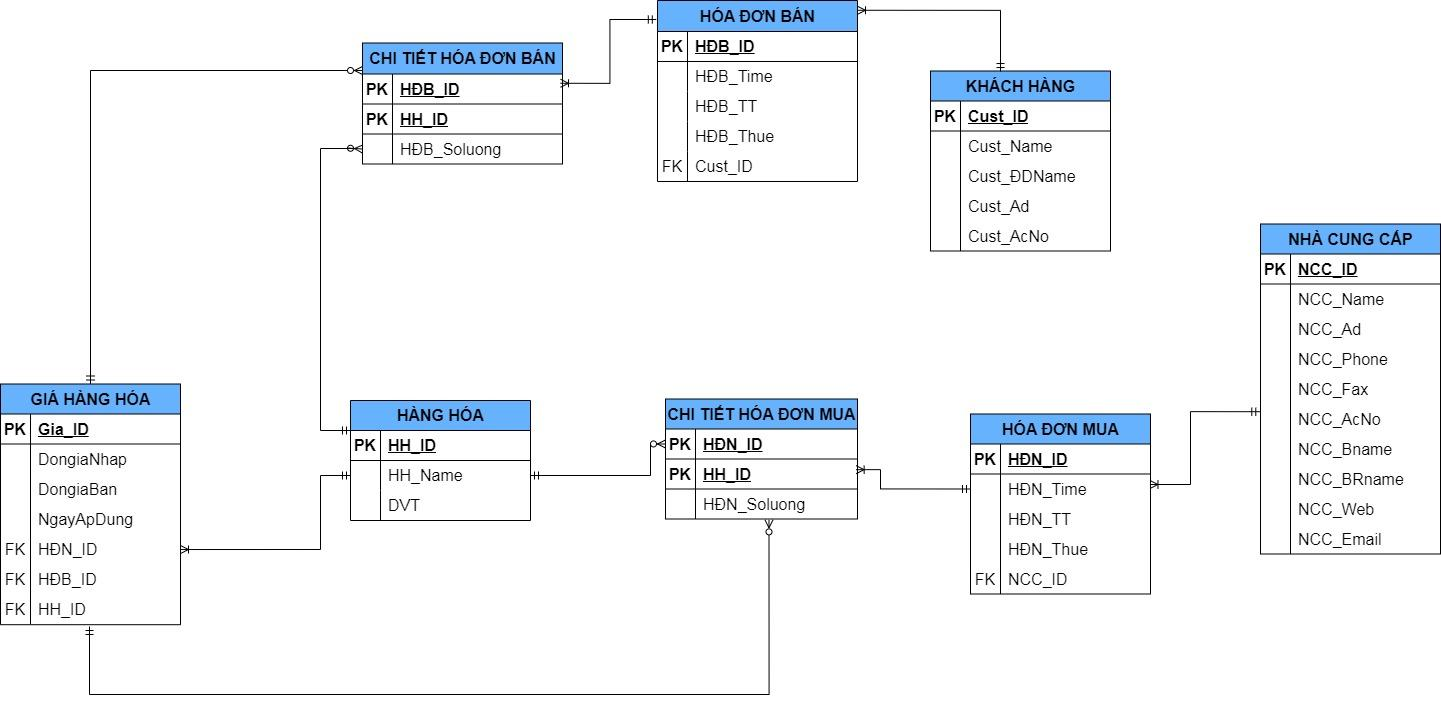 HÓA ĐƠN BÁN
PK HĐB_ID
HĐB_Time
HĐB_TT
HĐB_Thue
FK Cust_ID
CHI TIẾT HÓA ĐƠN BÁN
PK HĐB_ID
PK HH_ID
HĐB_Soluong
KHÁCH HÀNG
PK Cust_ID
Cust_Name
Cust_ĐDName
Cust_Ad
Cust_AcNo
NHÀ CUNG CẤP
PK NCC_ID
NCC_Name
NCC_Ad
NCC_Phone
NCC_Fax
NCC_AcNo
NCC_Bname
NCC_BRname
NCC_Web
NCC_Email
GIÁ HÀNG HÓA
PK Gia_ID
DongiaNhap
DongiaBan
NgayApDung
FK HĐN_ID
FK HĐB_ID
FK HH_ID
HÀNG HÓA
PK HH_ID
HH_Name
DVT
CHI TIẾT HÓA ĐƠN MUA
PK HĐN_ID
PK HH_ID
HĐN_Soluong
HÓA ĐƠN MUA
PK HĐN_ID
HĐN_Time
HĐN_TT
HĐN_Thue
FK NCC_ID